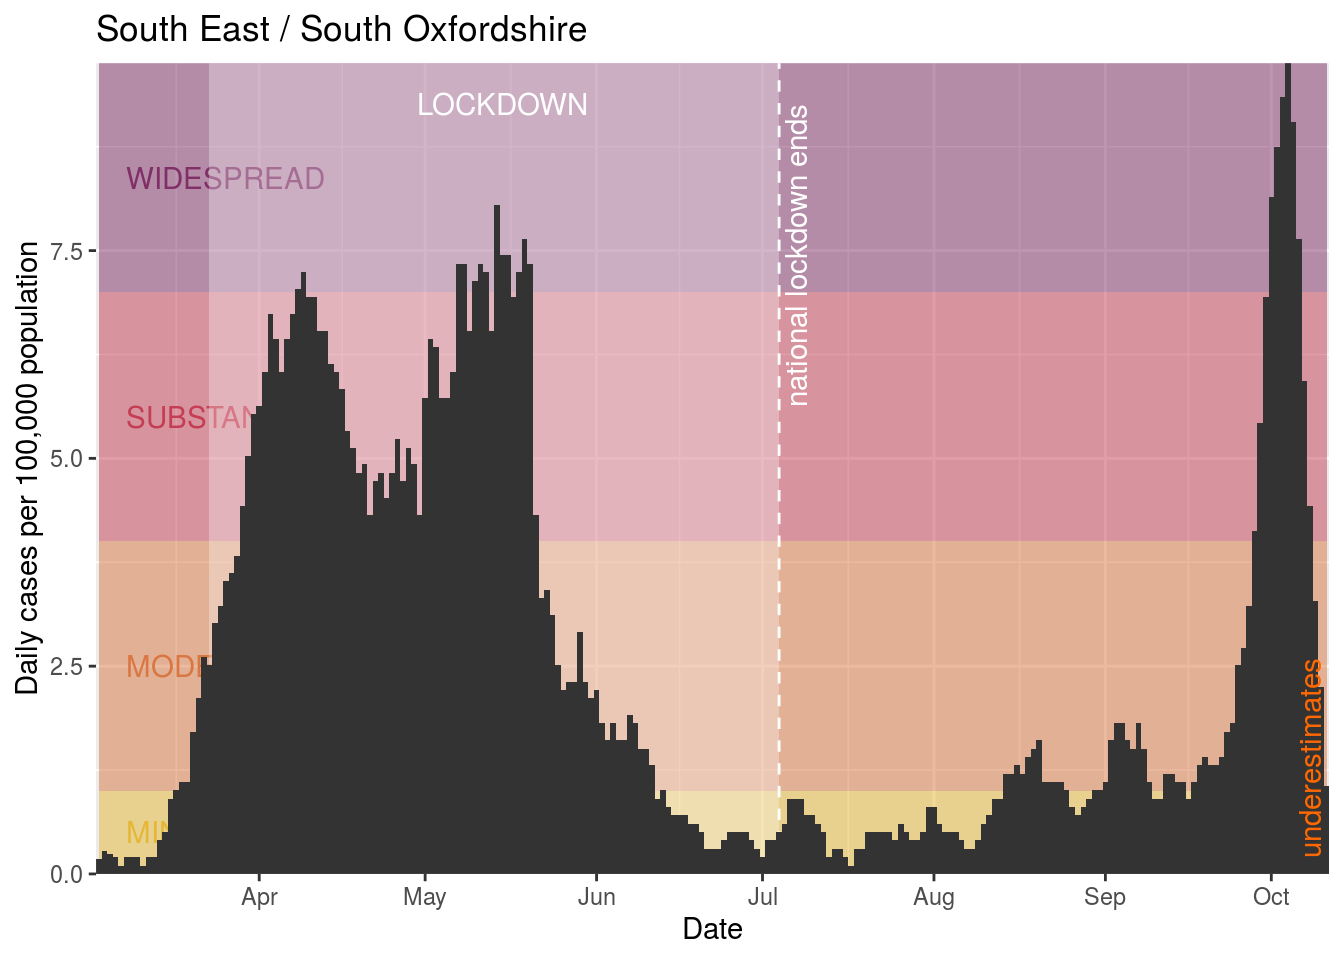 South East / South Oxfordshire
LOCKDOWN
WIDESPREAD
SUBSTAN
MODE
MIN
national lockdown ends
underestimates
Daily cases per 100,000 population
7.5
5.0
2.5
0.0
Apr May Jun Jul Aug Sep Oct
Date